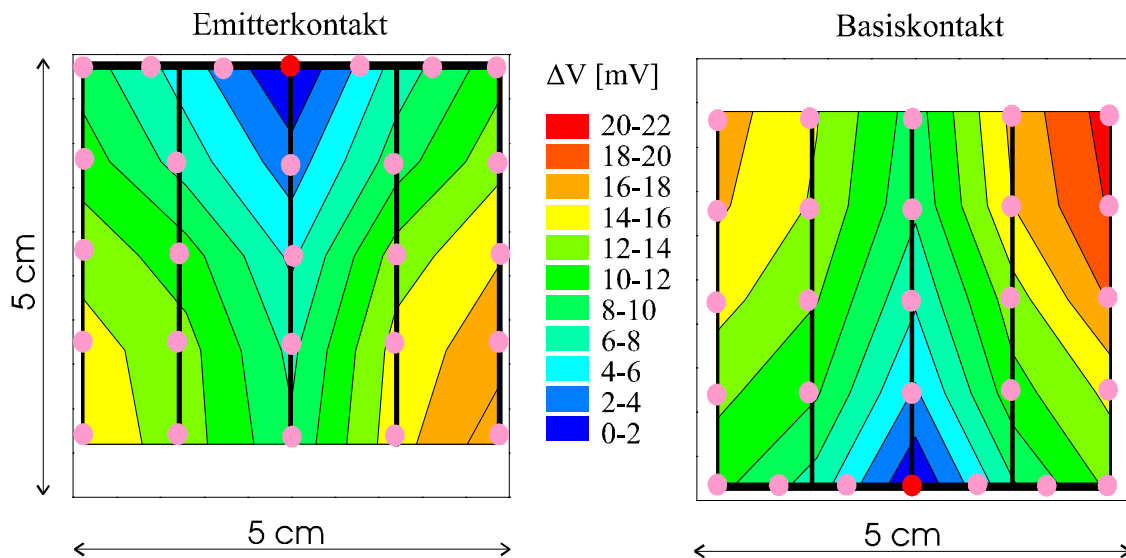 Emitterkontakt
Basiskontakt
ΔV [mV]
20-22
18-20
16-18
14-16
12-14
10-12
8-10
6-8
4-6
2-4
0-2
5 cm
5 cm
5 cm